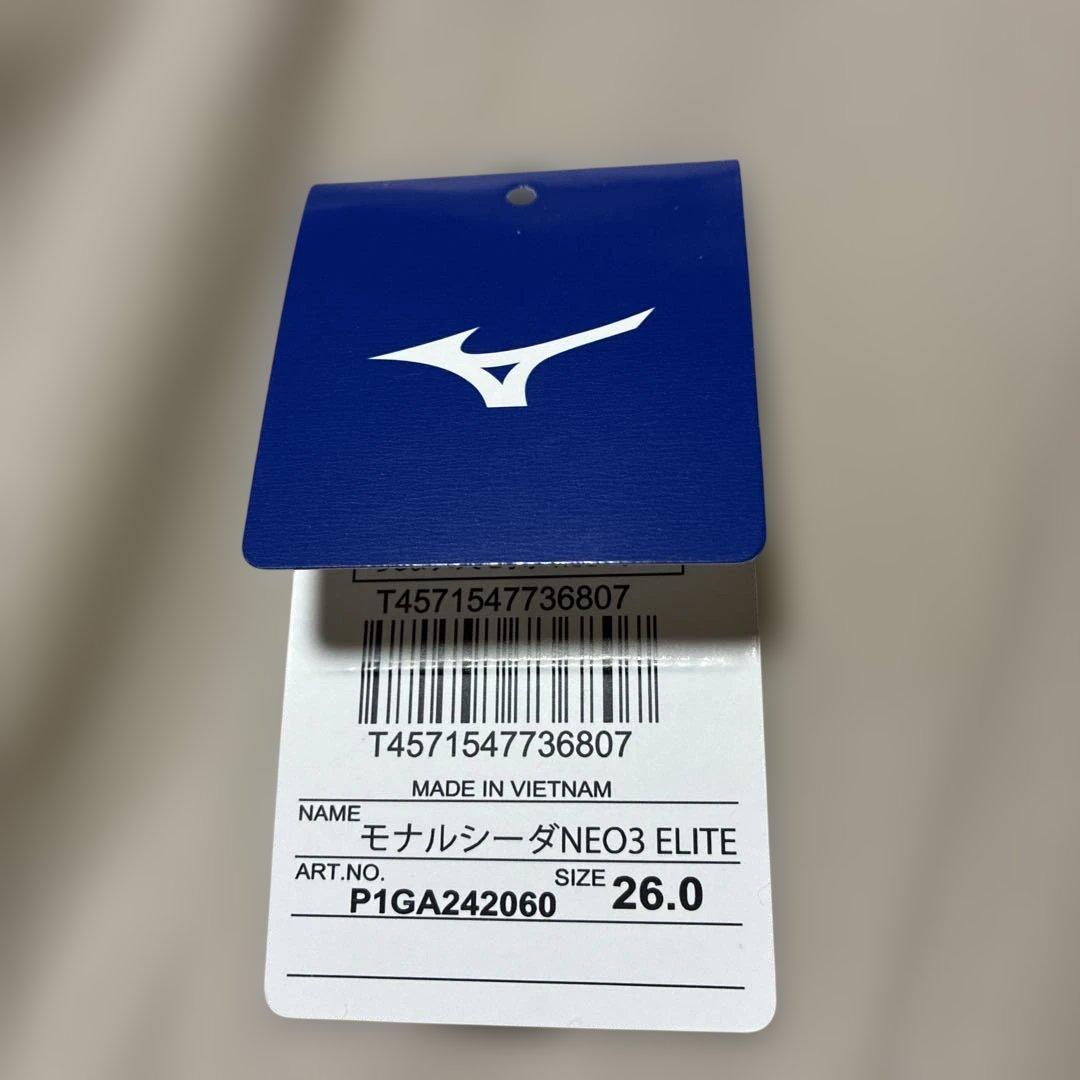 T4571547736807
T4571547736807
MADE IN VIETNAM
NAME
モナルシーダNEO3 ELITE
ART.NO.
P1GA242060
SIZE 26.0